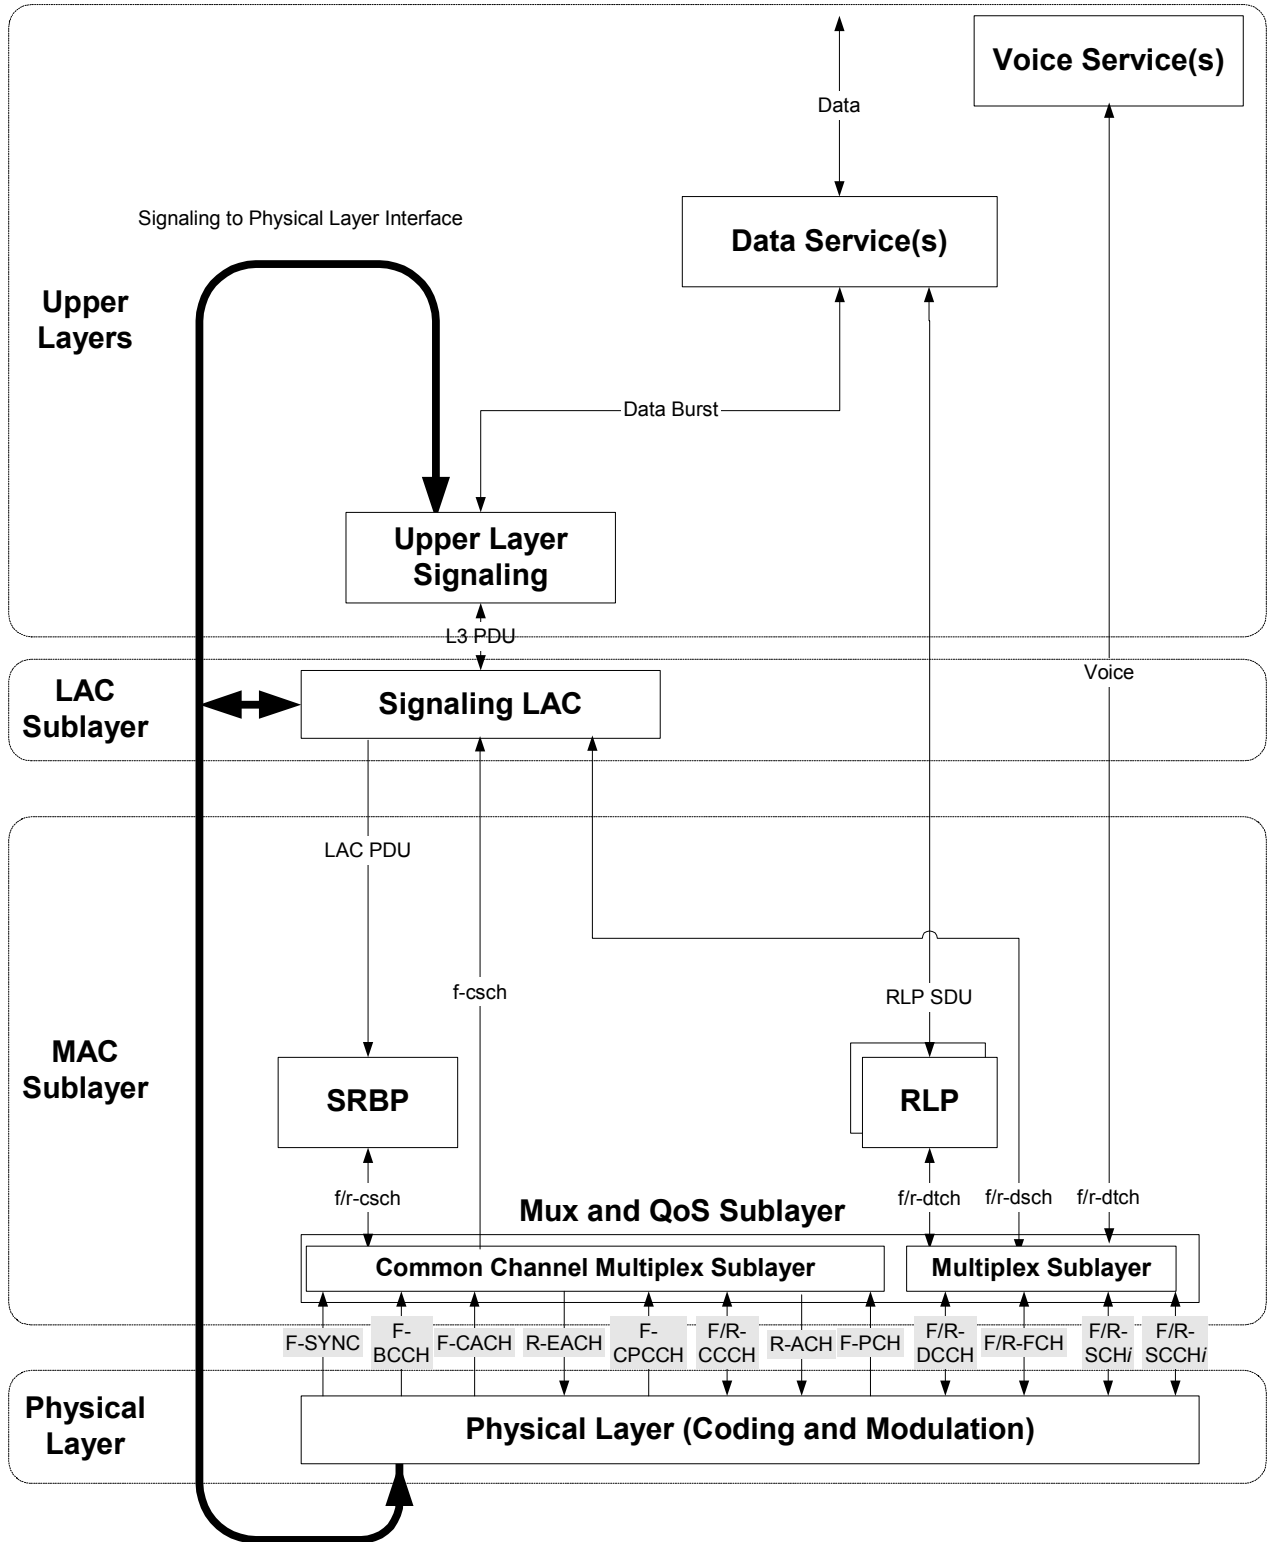 Voice Service(s)
Data
Data Service(s)
Signaling to Physical Layer Interface
Upper
Layers
Data Burst
Upper Layer
Signaling
L3 PDU
LAC
Sublayer
Signaling LAC
Voice
LAC PDU
f-csch
RLP SDU
MAC
Sublayer
SRBP
RLP
f/r-csch
f/r-dtch
f/r-dsch
f/r-dtch
Mux and QoS Sublayer
Common Channel Multiplex Sublayer
Multiplex Sublayer
F-SYNC
F-
BCCH
F-CACH
R-EACH
F-
CPCCH
F/R-
CCCH
R-ACH
F-PCH
F/R-
DCCH
F/R-FCH
F/R-
SCHi
F/R-
SCCHi
Physical
Layer
Physical Layer (Coding and Modulation)